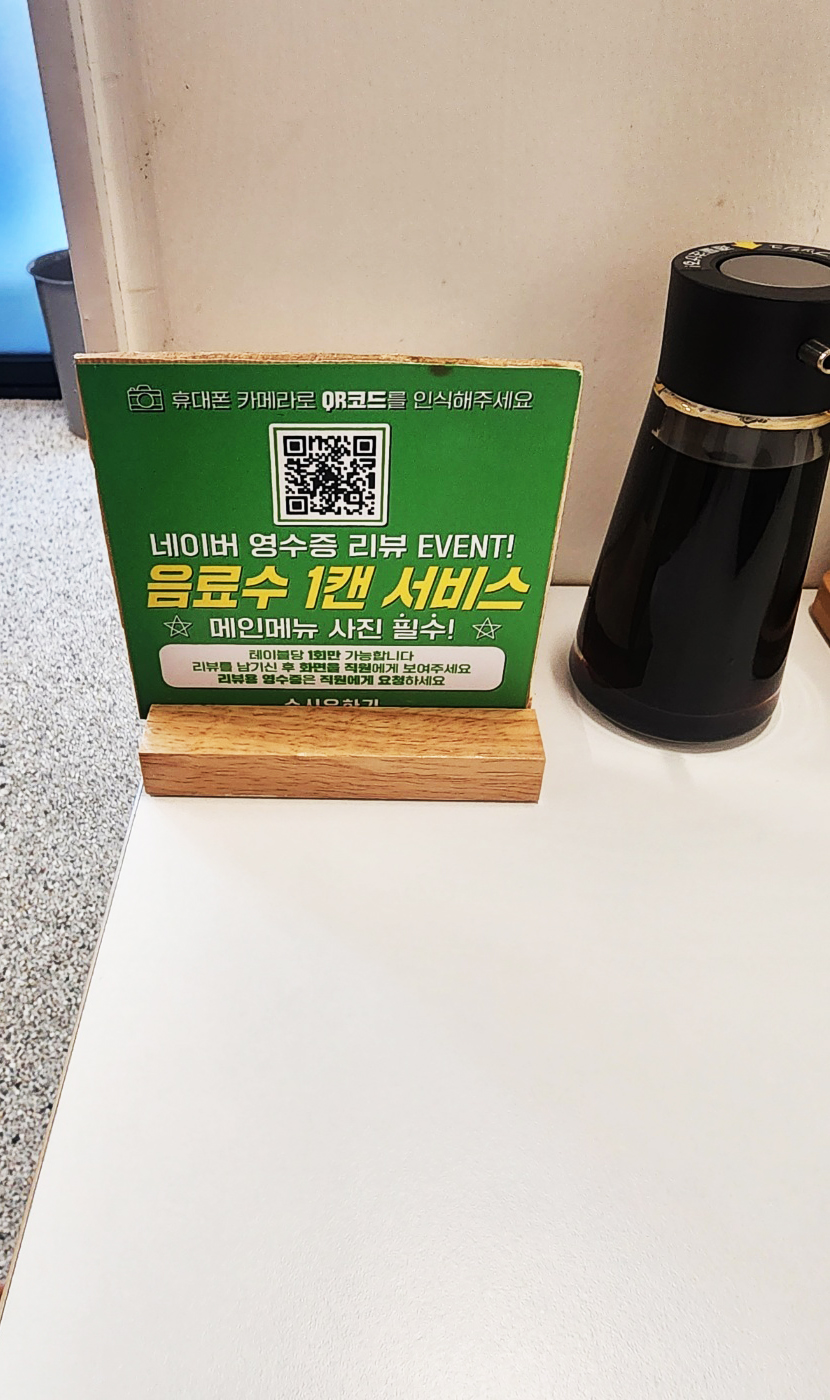 휴대폰 카메라로 QR코드를 인식해주세요
네이버 영수증 리뷰 EVENT!
음료수 1캔 서비스
메인메뉴 사진 필수!
테이블당 1회만 가능합니다
리뷰를 남기신 후 화면을 직원에게 보여주세요
리뷰용 영수증은 직원에게 요청하세요